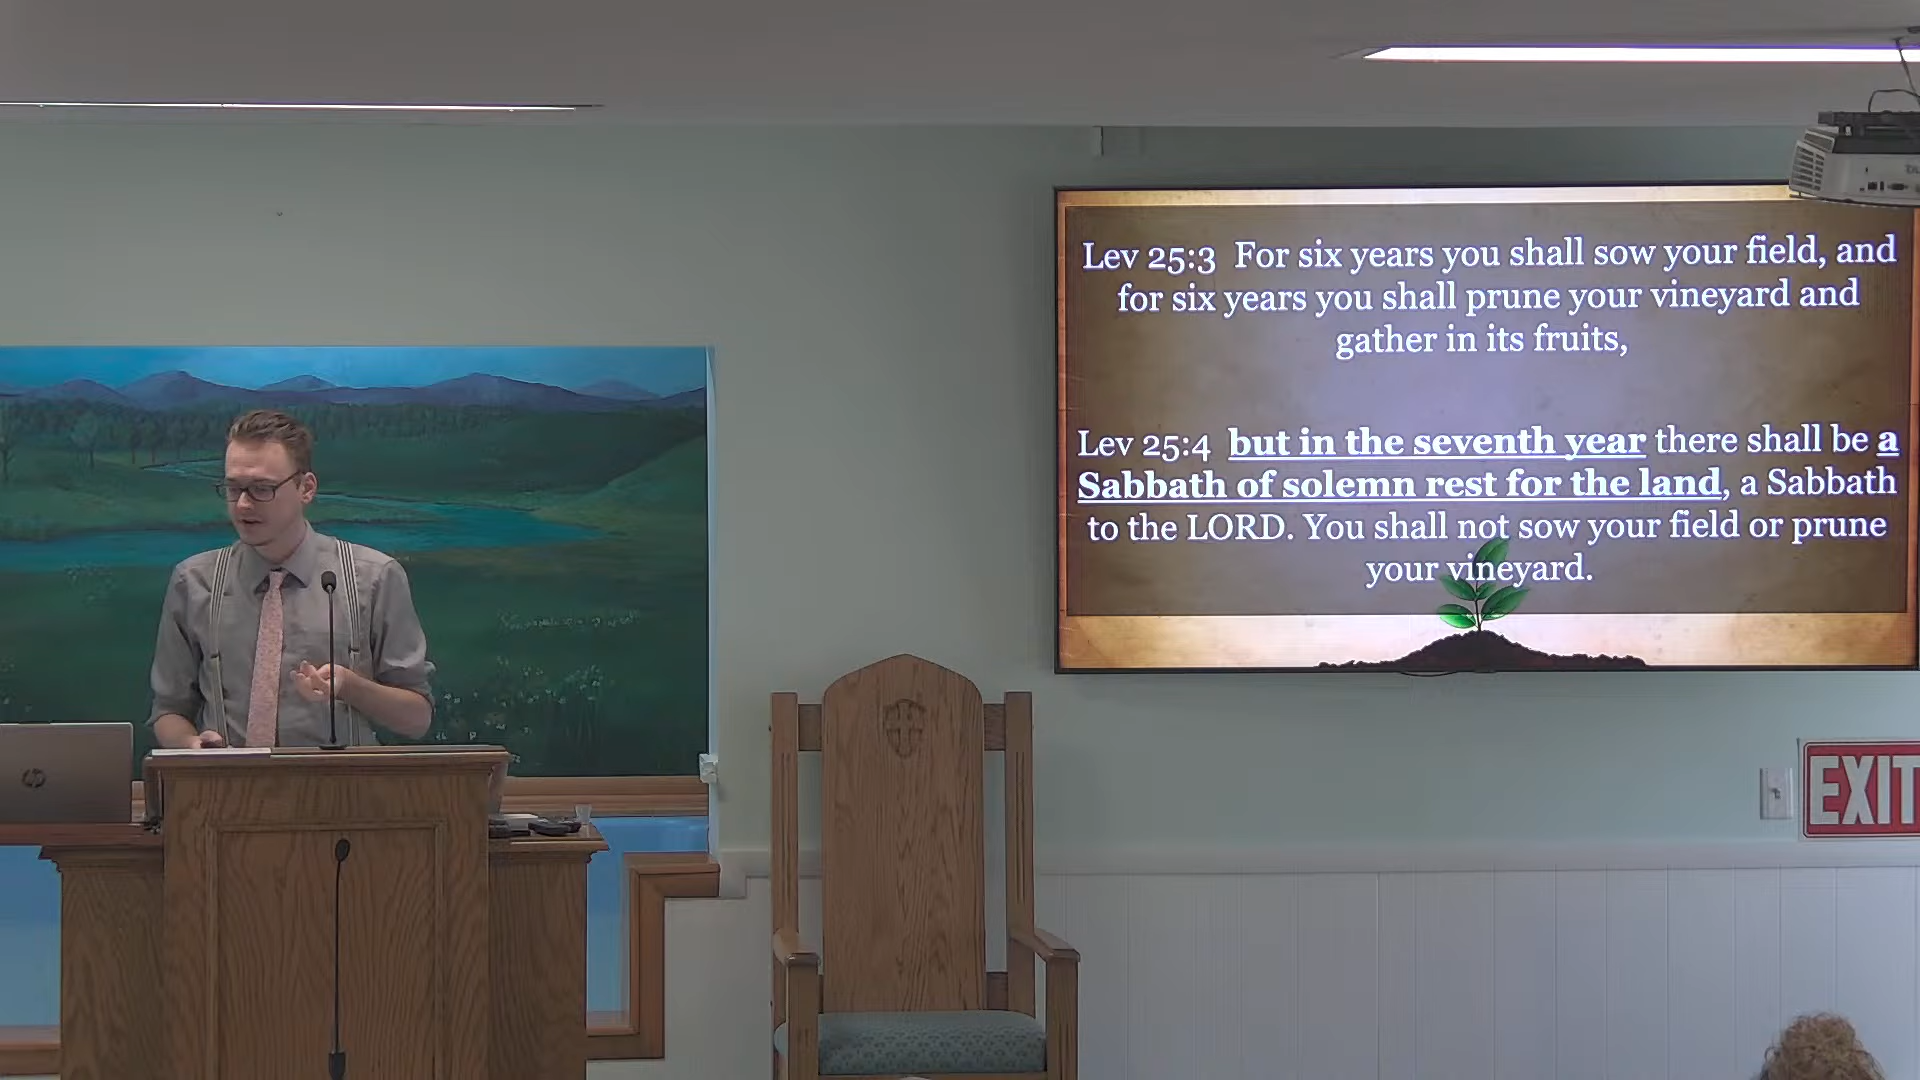 Lev 25:3 For six years you shall sow your field, and
for six years you shall prune your vineyard and
gather in its fruits,
Lev 25:4 but in the seventh year there shall be a
Sabbath of solemn rest for the land, a Sabbath
to the LORD. You shall not sow your field or prune
your vineyard.
EXIT
hp